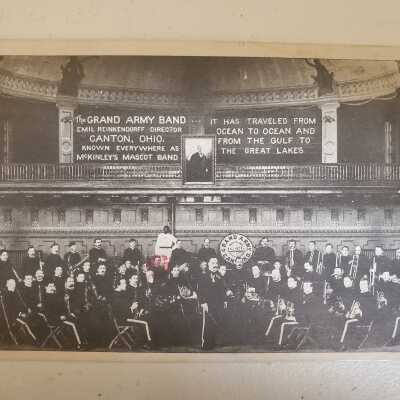 The GRAND ARMY BAND ...
EMIL REINKENDORFF DIRECTOR
CANTON, OHIO.
KNOWN EVERYWHERE AS
McKINLEY'S MASCOT BAND
IT HAS TRAVELED FROM
OCEAN TO OCEAN AND
FROM THE GULF TO
THE GREAT LAKES.